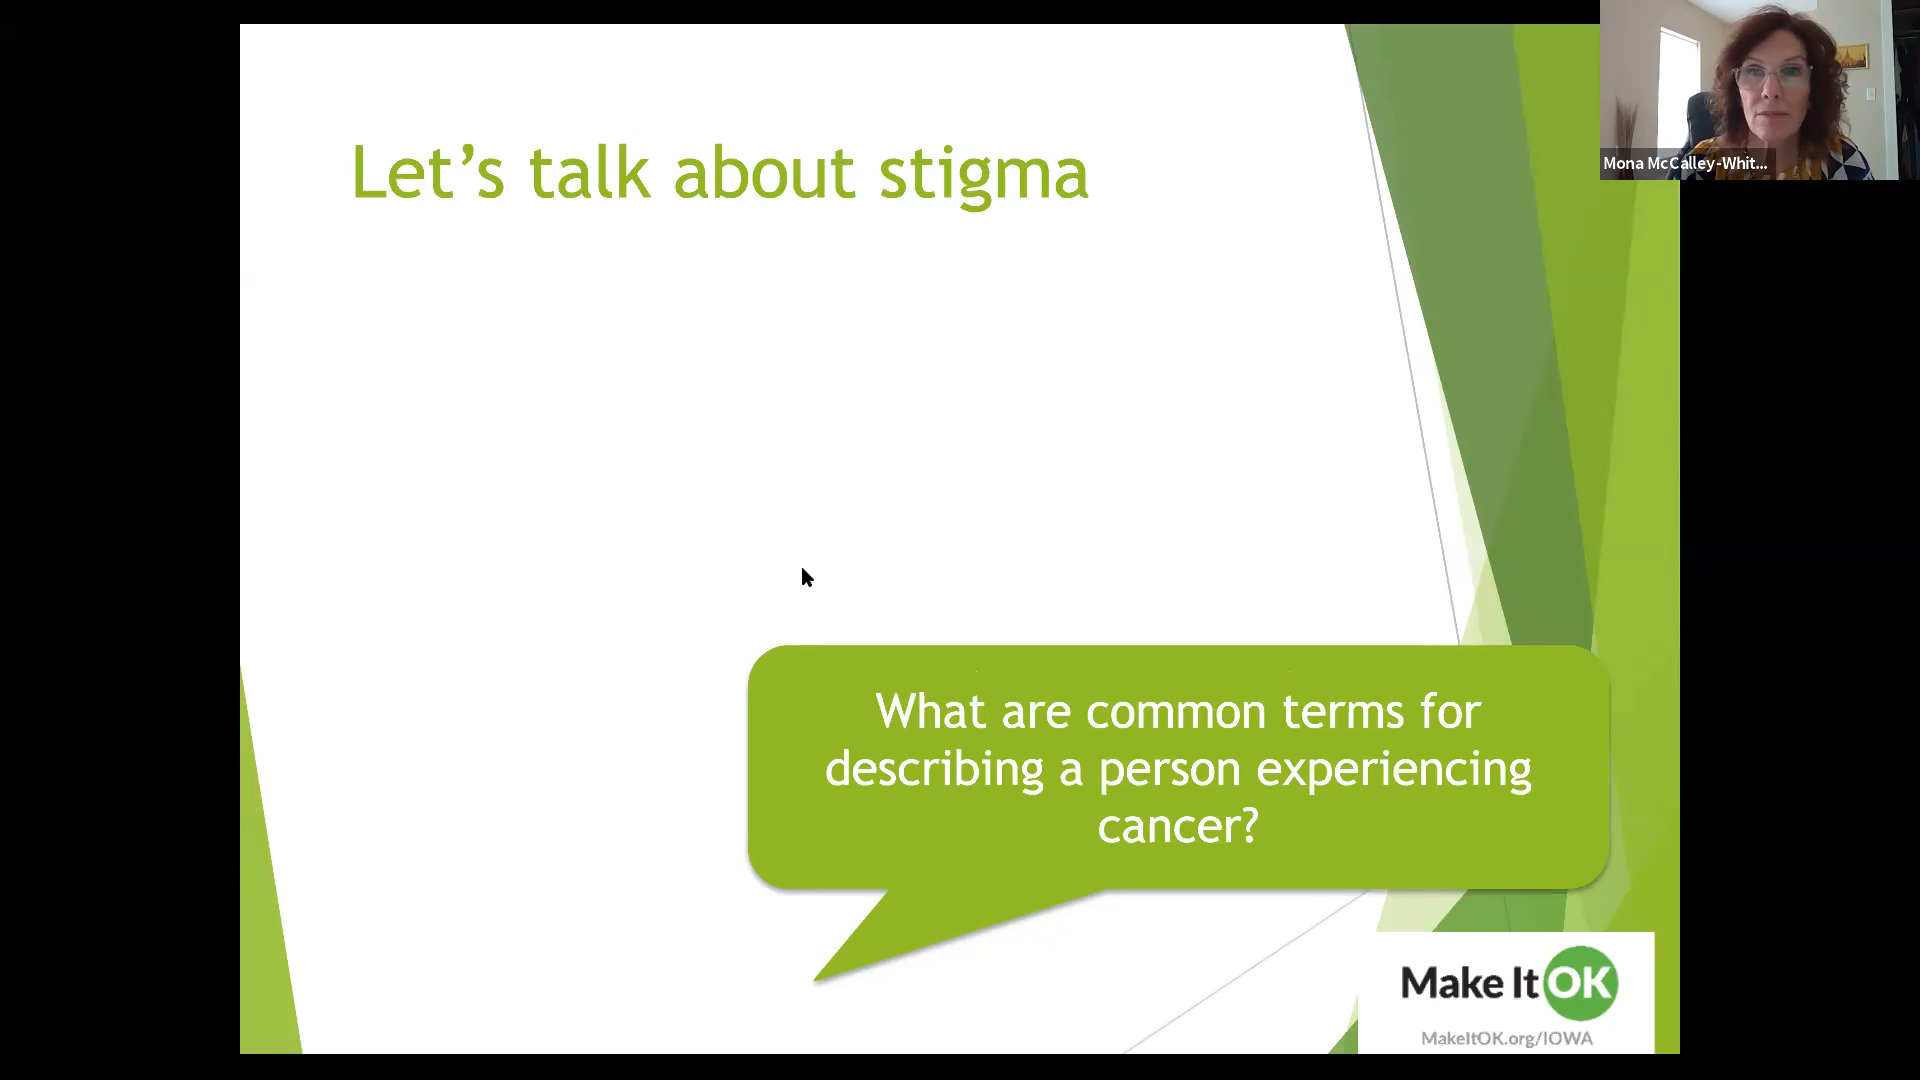 Let’s talk about stigma
Mona McCalley-Whit...
What are common terms for
describing a person experiencing
cancer?
Make It OK
MakeItOK.org/IOWA